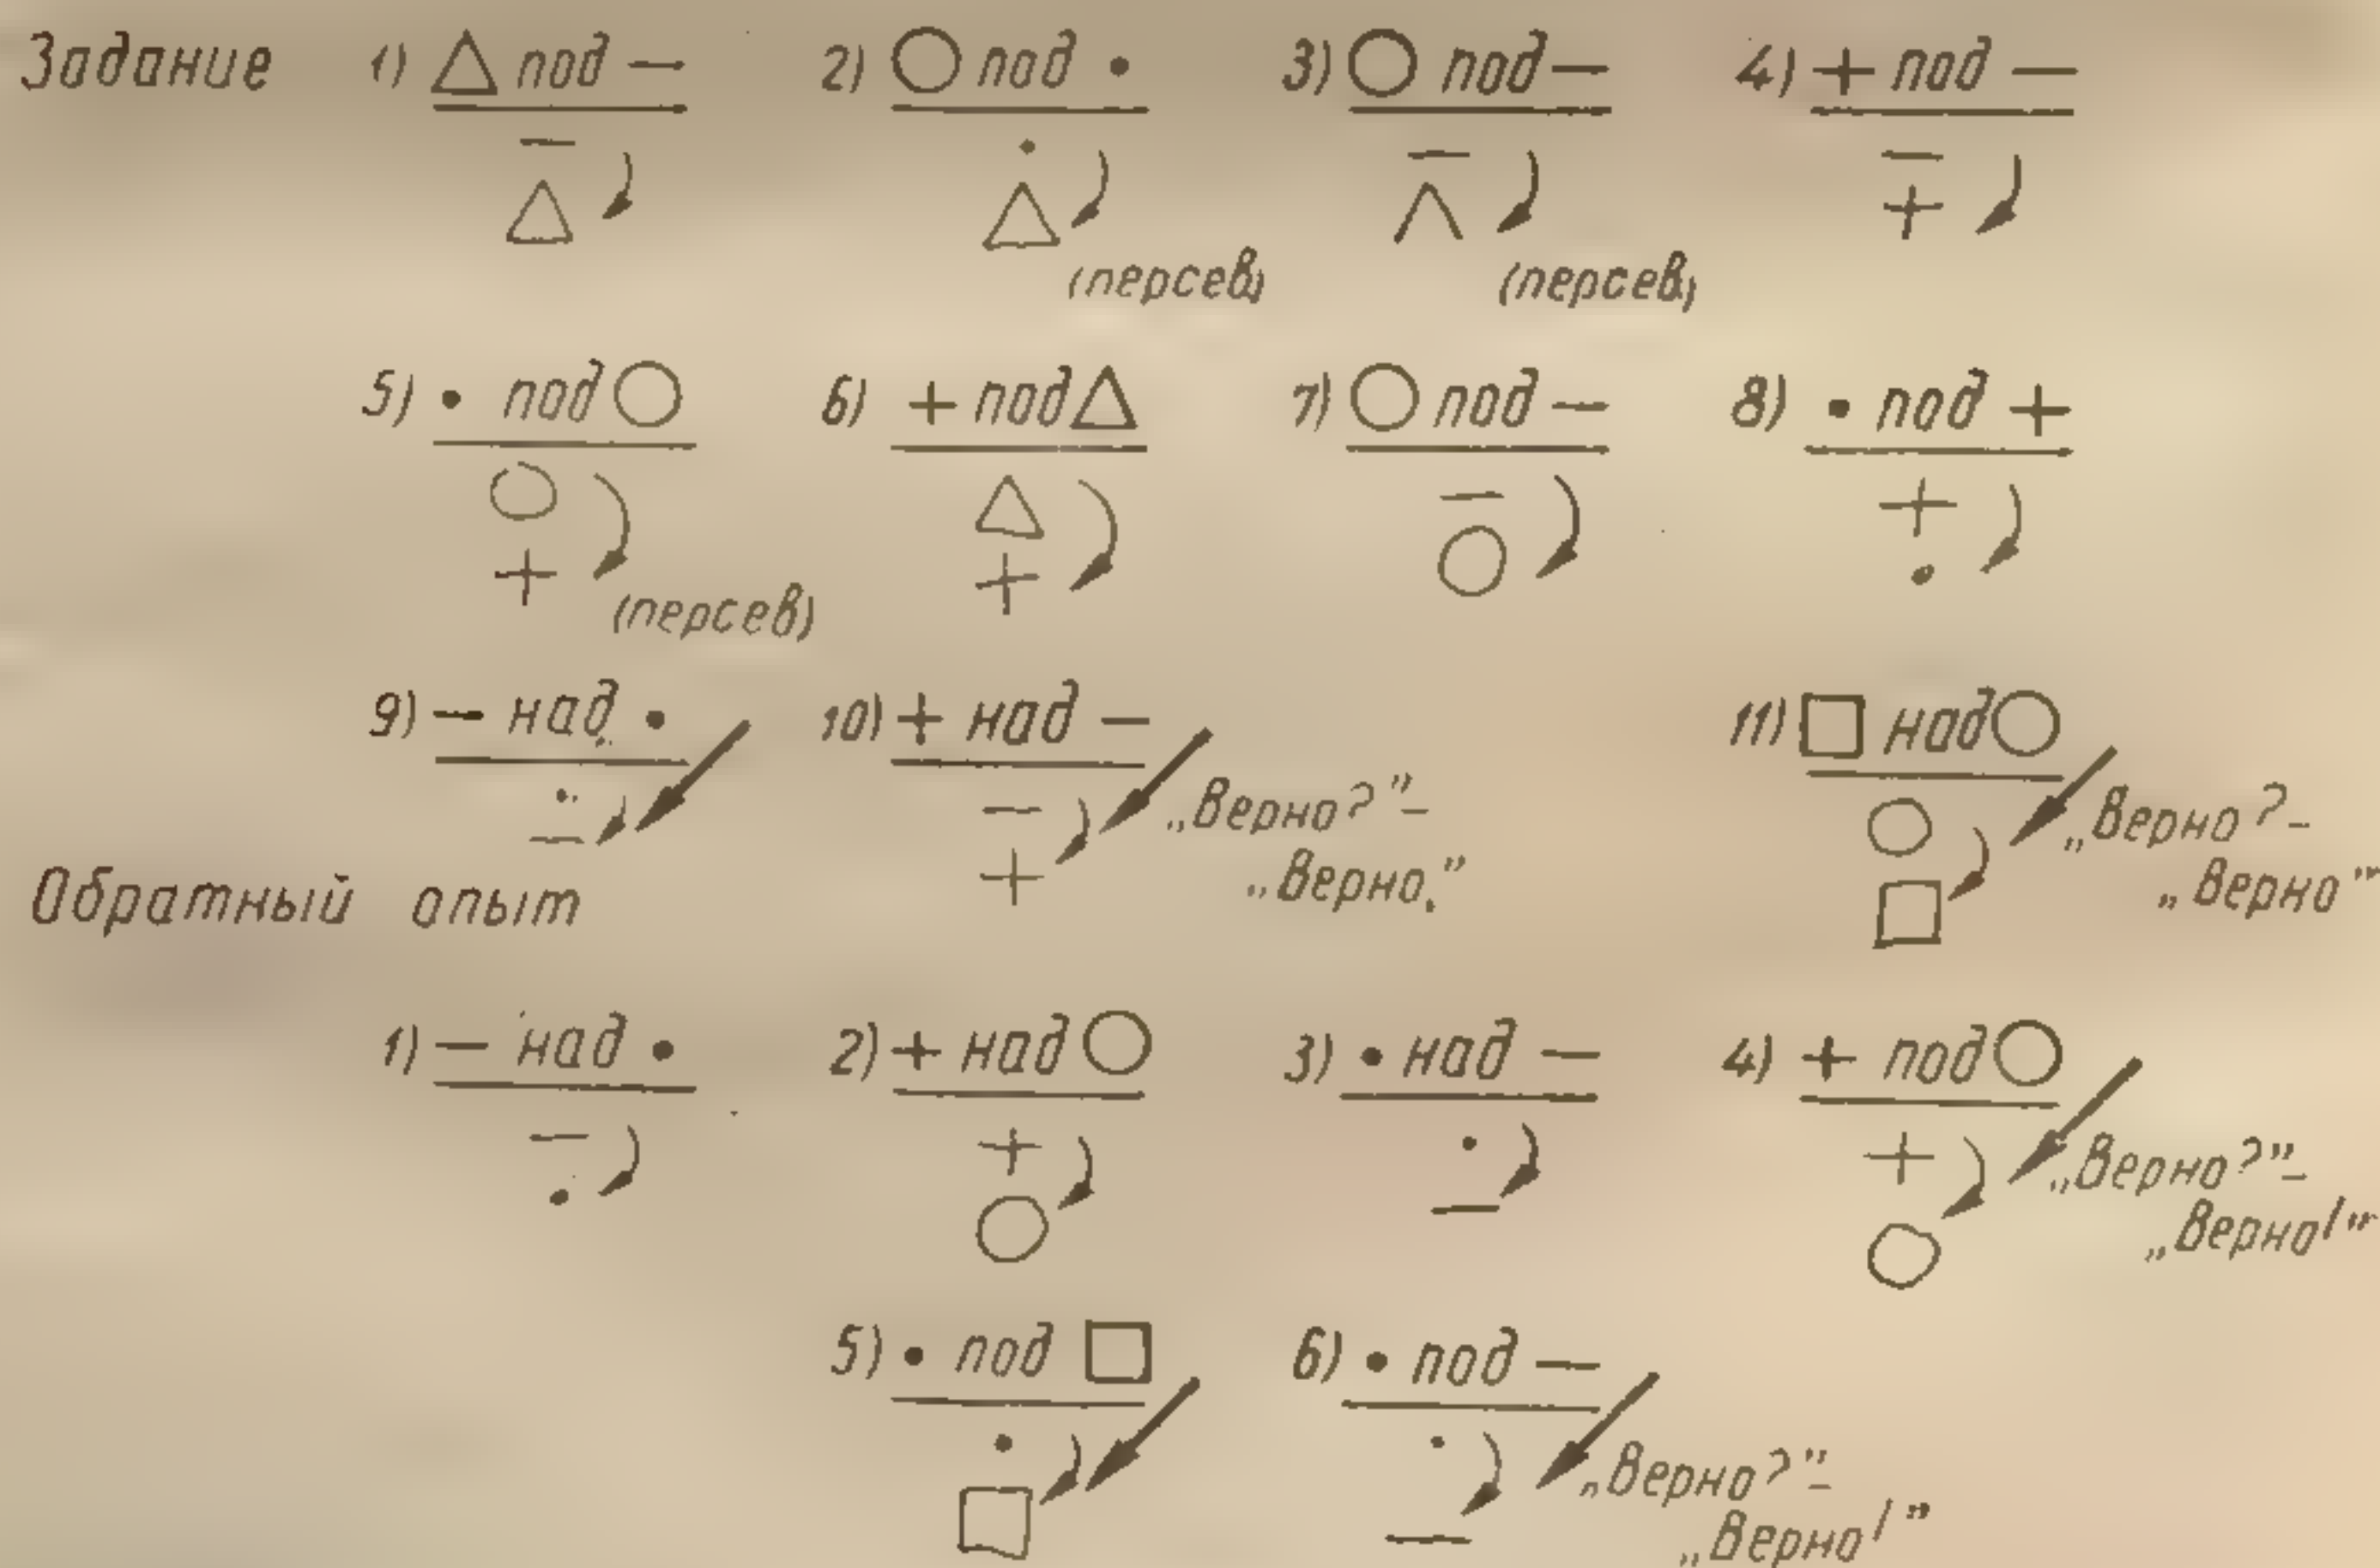 Задание 1) △ под — 2) ○ под • 3) ○ под — 4) + под —
(персев) (персев)
5) • под ○ 6) + под △ 7) ○ под — 8) • под +
(персев)
9) — над • 10) + над — 11) □ над ○
„Верно?”– „Верно?–
„Верно.” „Верно”
Обратный опыт
1) — над • 2) + над ○ 3) • над — 4) + под ○
„Верно?”–
„Верно!”
5) • под □ 6) • под —
„Верно?”–
„Верно!”